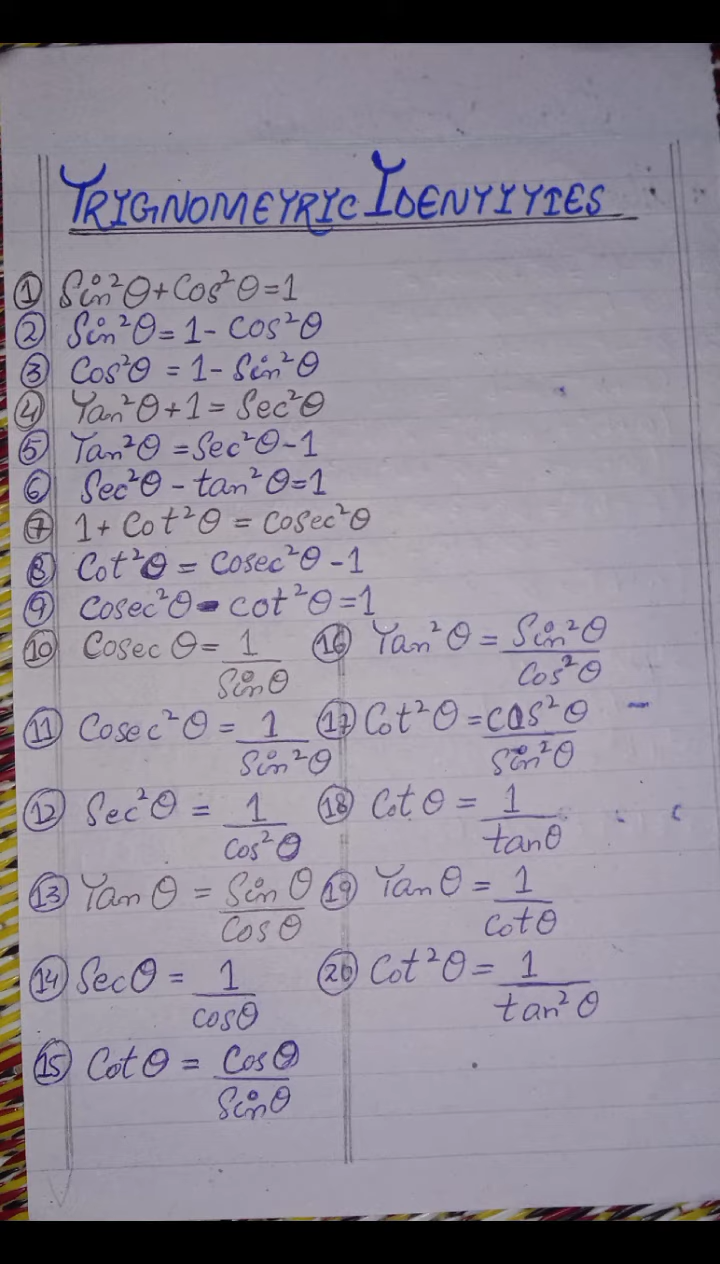 TRIGNOMETRIC IDENTITIES
① Sin²θ+Cos²θ=1
② Sin²θ=1-Cos²θ
③ Cos²θ=1-Sin²θ
④ Tan²θ+1=Sec²θ
⑤ Tan²θ=Sec²θ-1
⑥ Sec²θ-tan²θ=1
⑦ 1+Cot²θ=Cosec²θ
⑧ Cot²θ=Cosec²θ-1
⑨ Cosec²θ-cot²θ=1
⑩ Cosec θ=1/Sinθ
⑪ Cosec²θ=1/Sin²θ
⑫ Sec²θ=1/Cos²θ
⑬ Tan θ=Sin θ/Cos θ
⑭ Sec θ=1/cosθ
⑮ Cot θ=Cosθ/Sinθ
⑯ Tan²θ=Sin²θ/Cos²θ
⑰ Cot²θ=cos²θ/Sin²θ
⑱ Cot θ=1/tanθ
⑲ Tan θ=1/Cotθ
⑳ Cot²θ=1/tan²θ